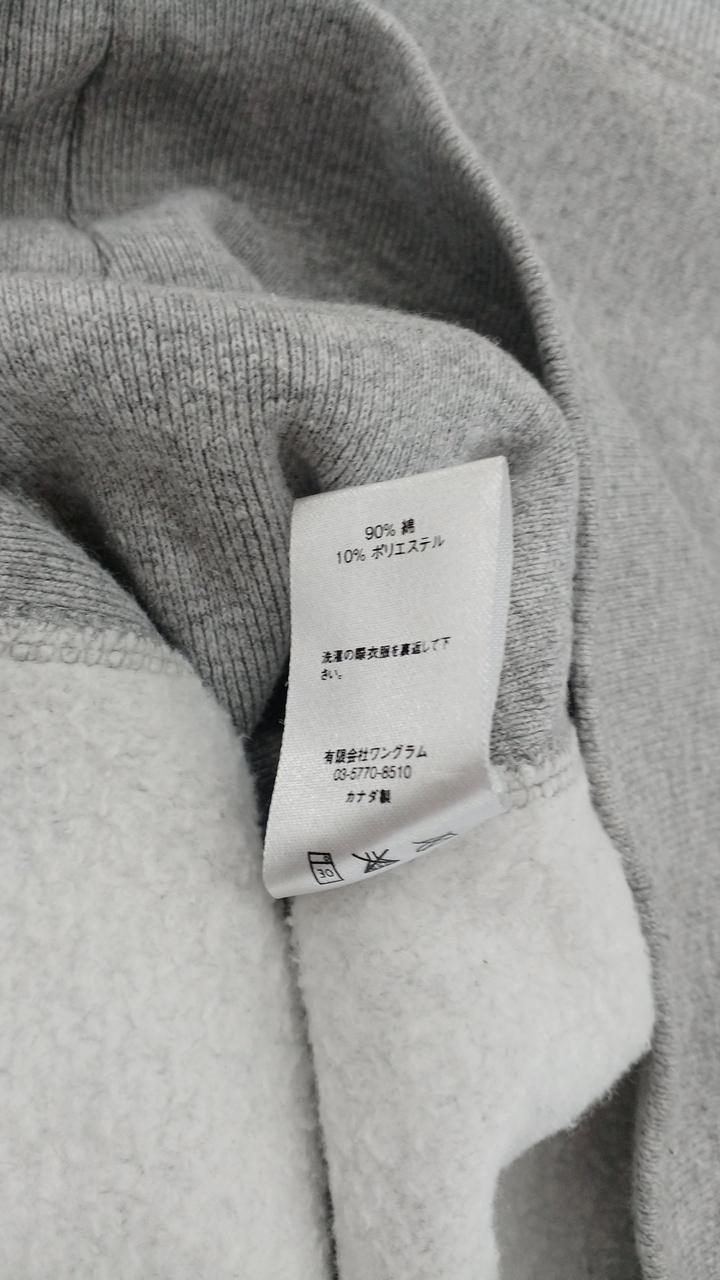 90% 綿
10% ポリエステル
洗濯の際衣服を裏返して下
さい。
有限会社ワングラム
03-5770-8510
カナダ製
30